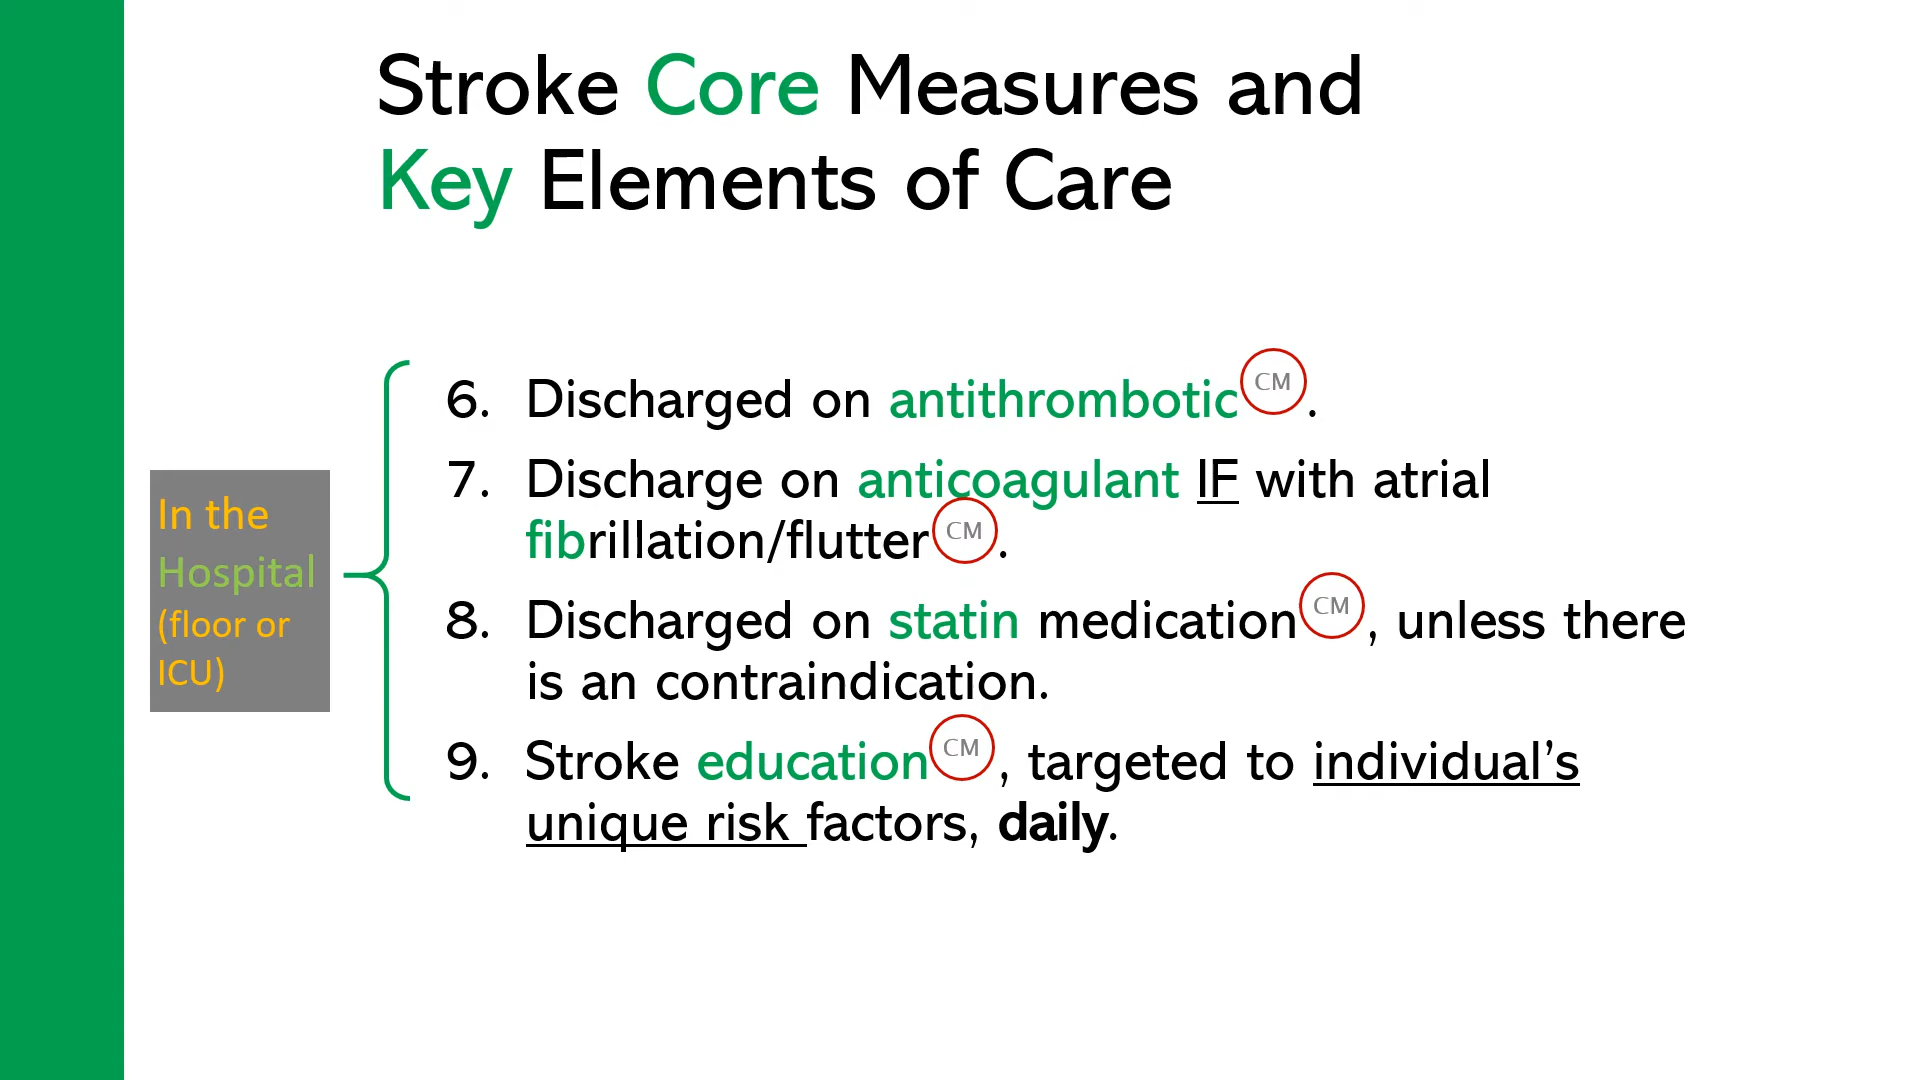 Stroke Core Measures and
Key Elements of Care
In the
Hospital
(floor or
ICU)
6. Discharged on antithrombotic CM.
7. Discharge on anticoagulant IF with atrial
fibrillation/flutter CM.
8. Discharged on statin medication CM, unless there
is an contraindication.
9. Stroke education CM, targeted to individual’s
unique risk factors, daily.